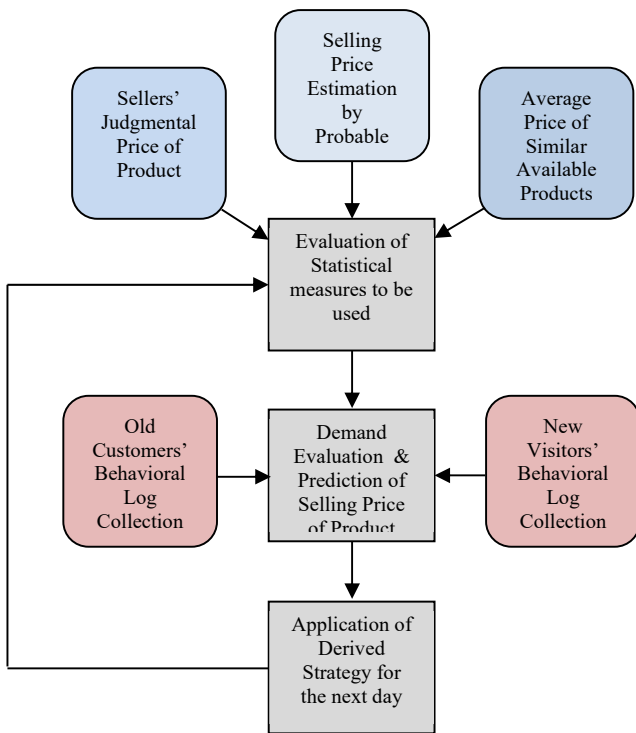 Selling
Price
Estimation
by
Probable
Sellers’
Judgmental
Price of
Product
Average
Price of
Similar
Available
Products
Evaluation of
Statistical
measures to be
used
Old
Customers’
Behavioral
Log
Collection
Demand
Evaluation &
Prediction of
Selling Price
of Product
New
Visitors’
Behavioral
Log
Collection
Application of
Derived
Strategy for
the next day